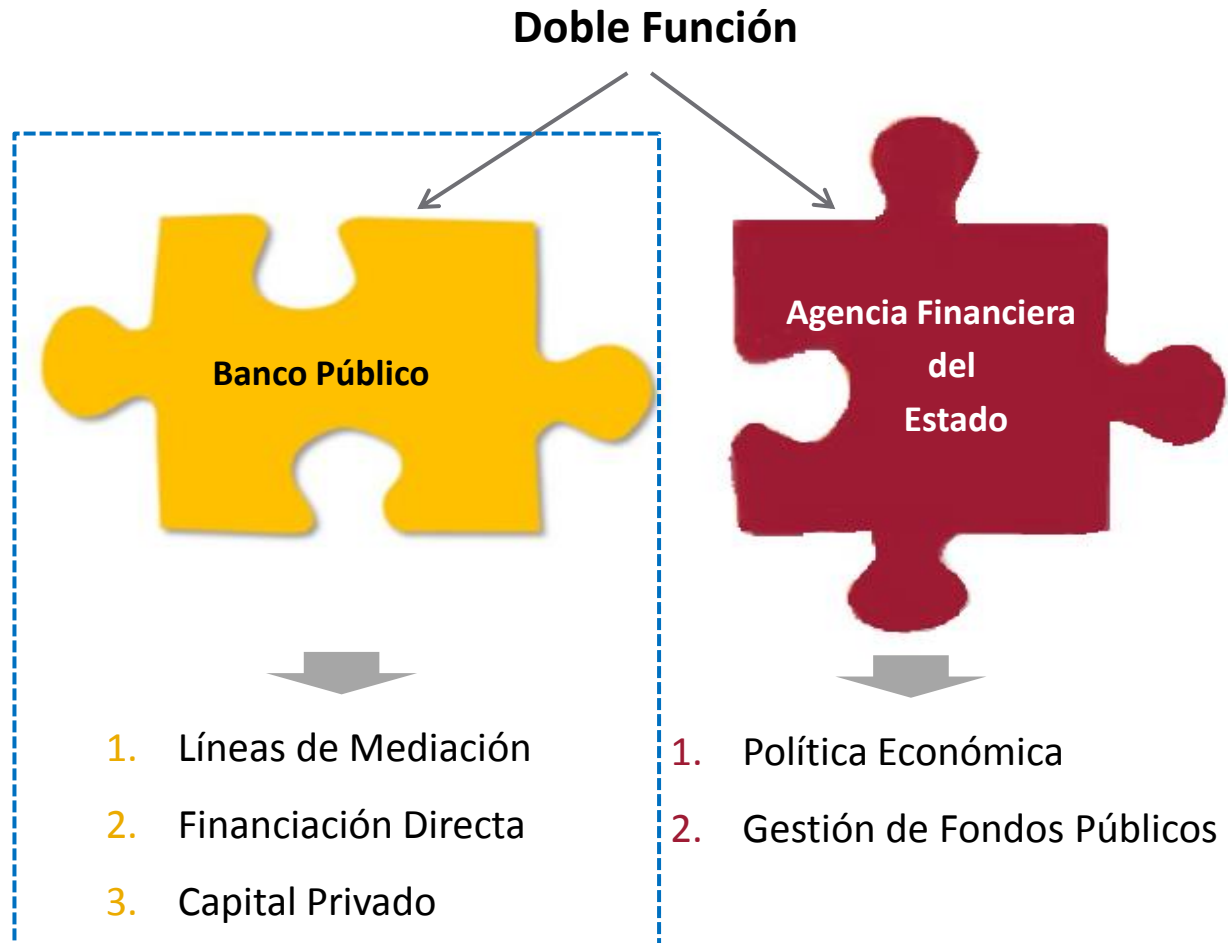 Doble Función
Banco Público
Agencia Financiera
del
Estado
1. Líneas de Mediación
2. Financiación Directa
3. Capital Privado
1. Política Económica
2. Gestión de Fondos Públicos